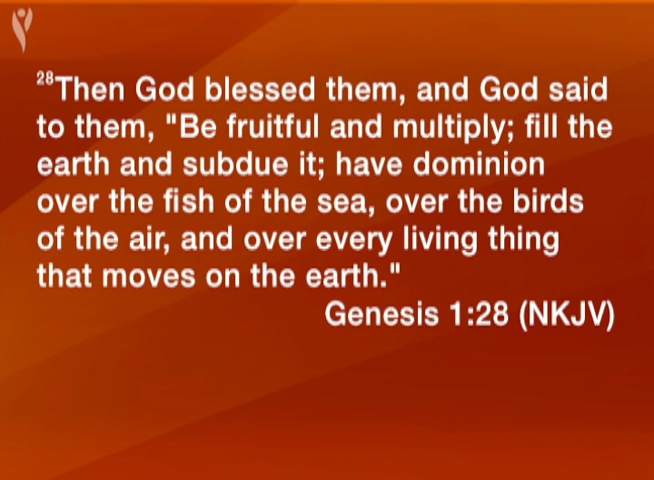 28Then God blessed them, and God said
to them, "Be fruitful and multiply; fill the
earth and subdue it; have dominion
over the fish of the sea, over the birds
of the air, and over every living thing
that moves on the earth."
Genesis 1:28 (NKJV)